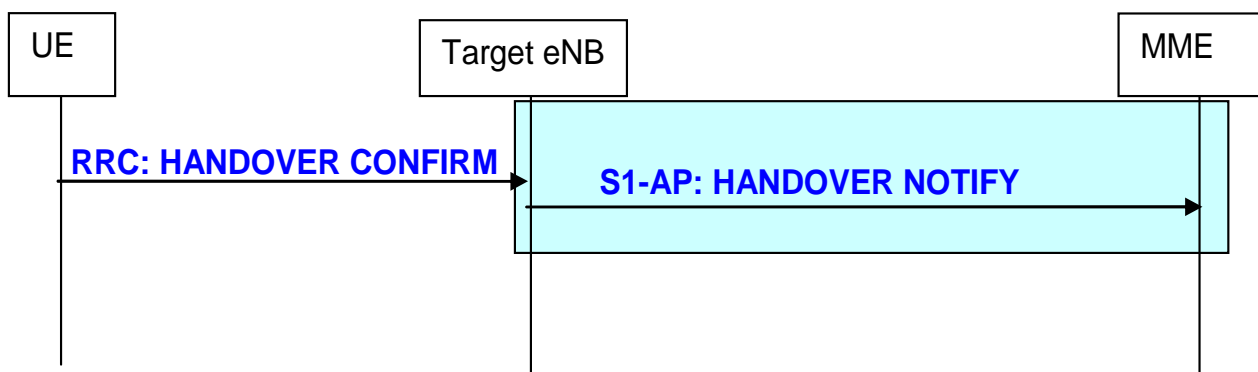 UE
Target eNB
MME
RRC: HANDOVER CONFIRM
S1-AP: HANDOVER NOTIFY